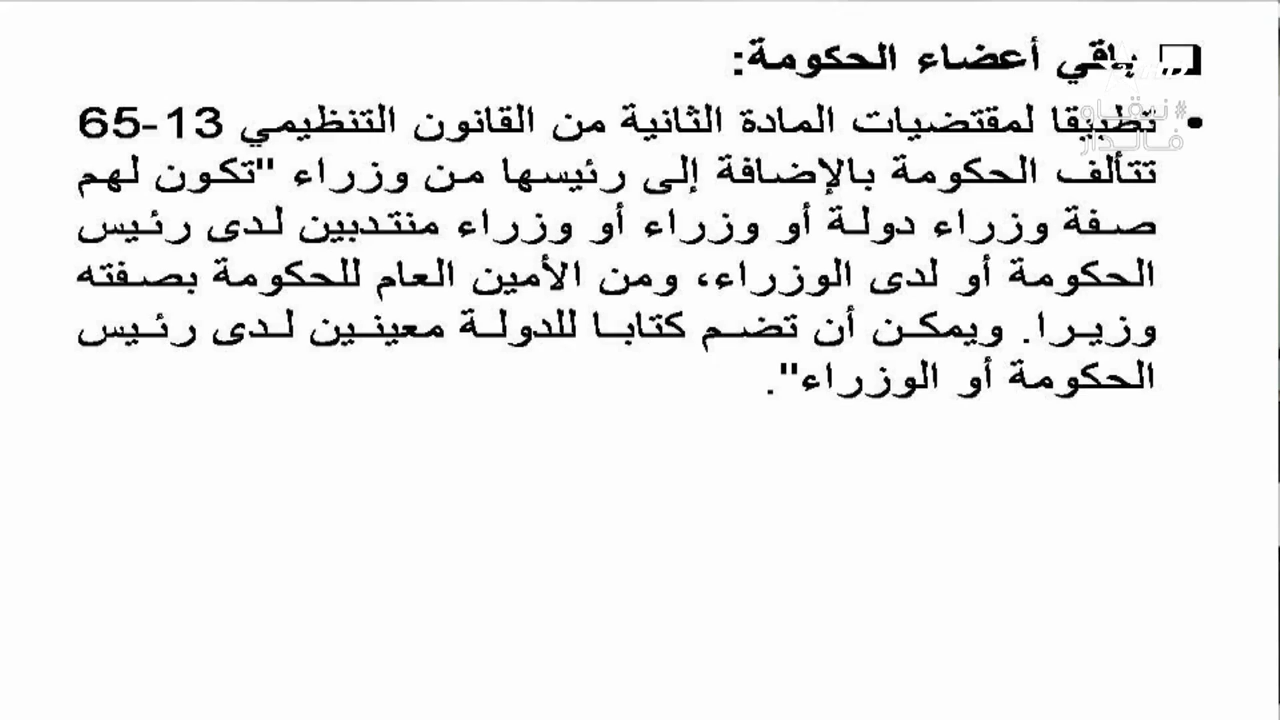 باقي أعضاء الحكومة:
تطبيقا لمقتضيات المادة الثانية من القانون التنظيمي 13-65
تتألف الحكومة بالإضافة إلى رئيسها من وزراء "تكون لهم
صفة وزراء دولة أو وزراء أو وزراء منتدبين لدى رئيس
الحكومة أو لدى الوزراء، ومن الأمين العام للحكومة بصفته
وزيرا. ويمكن أن تضم كتابا للدولة معينين لدى رئيس
الحكومة أو الوزراء".
#نبقاو
فالدار